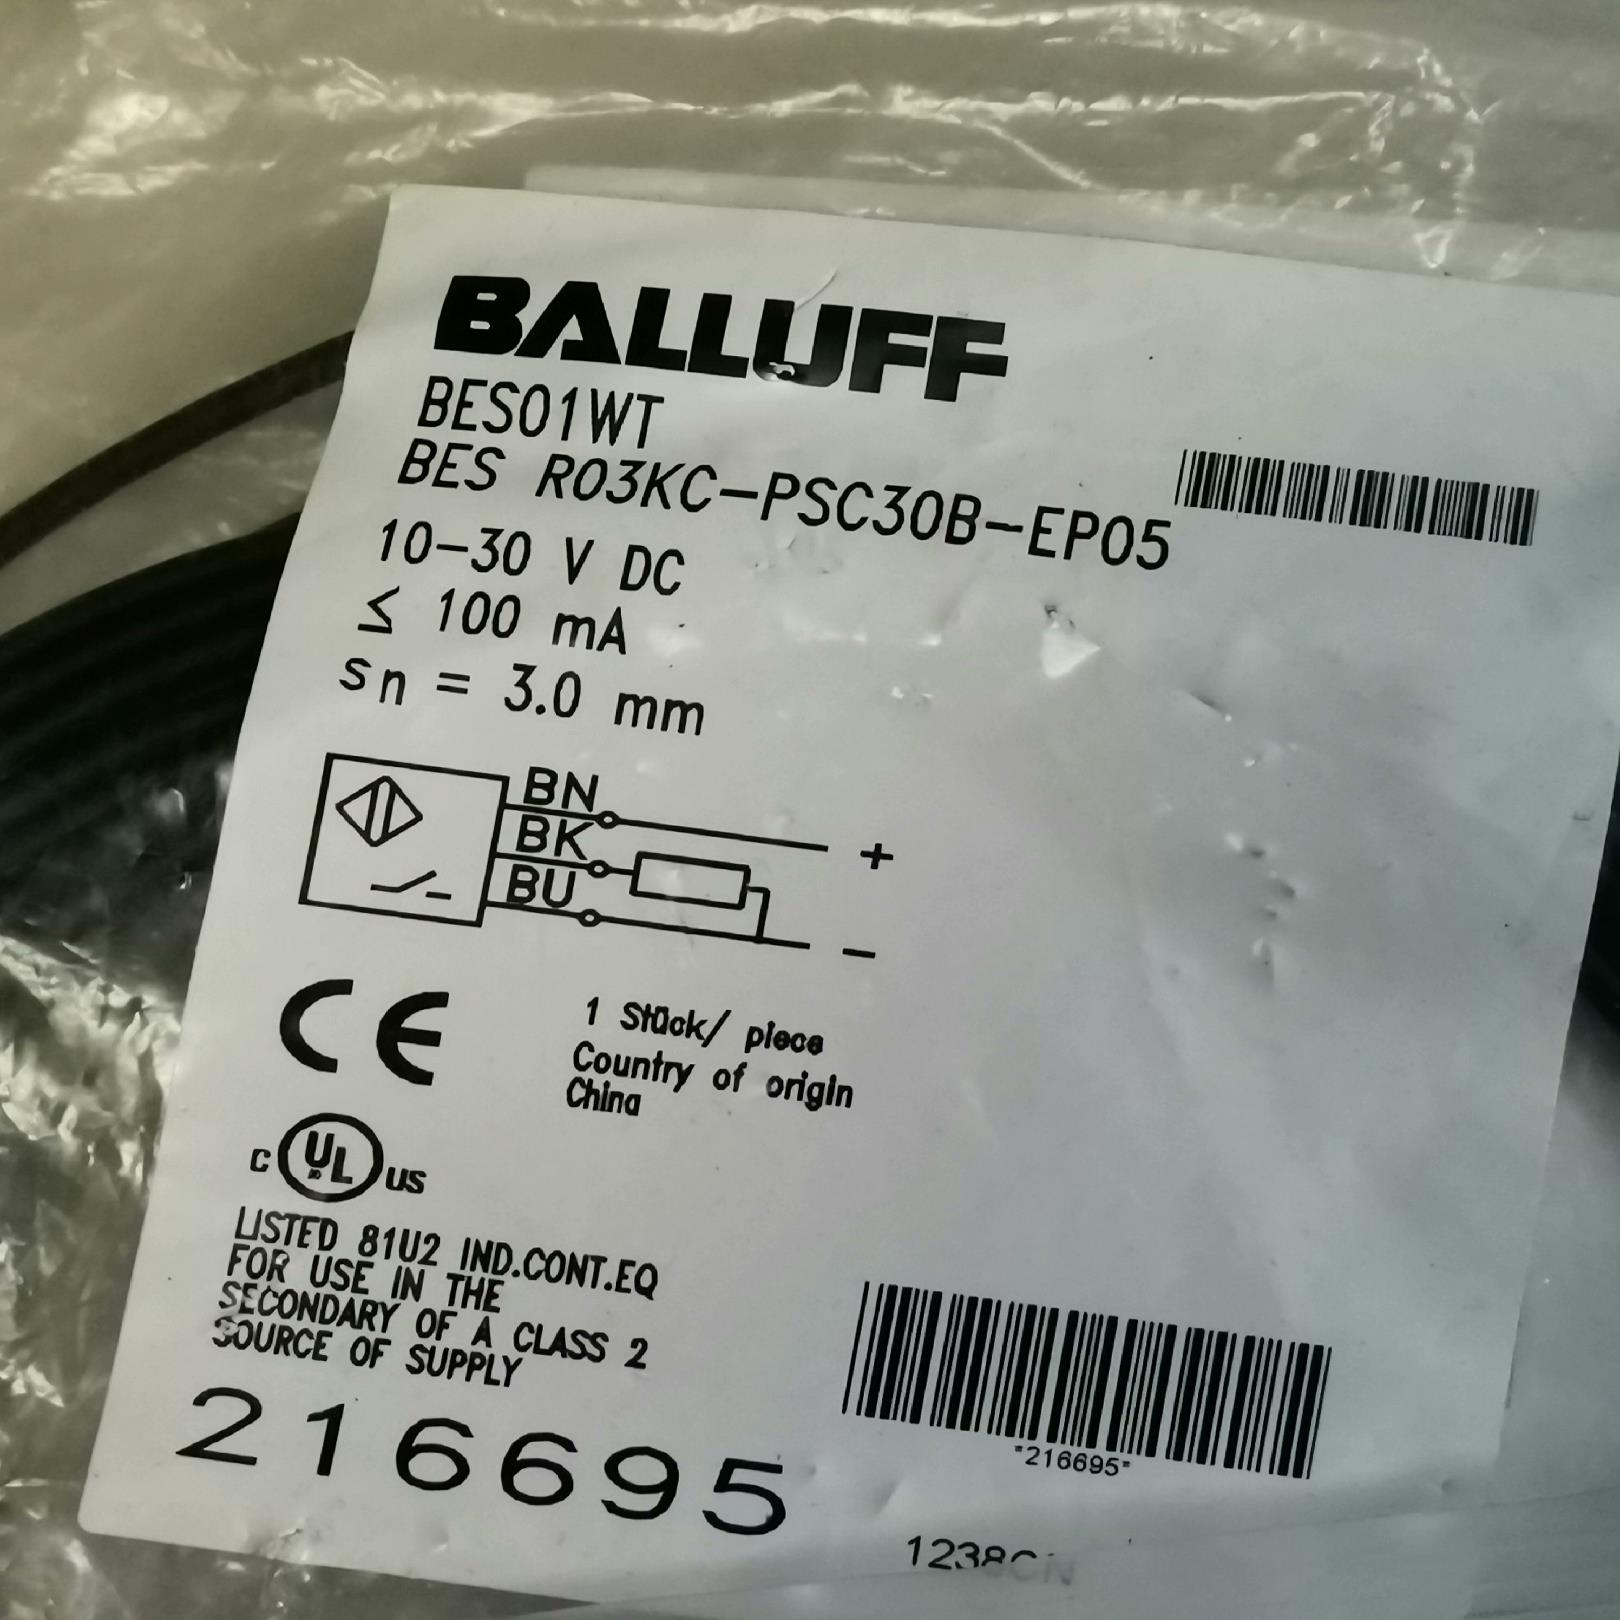 BALLUFF
BES01WT
BES R03KC-PSC30B-EP05
10-30 V DC
≤ 100 mA
sn = 3.0 mm
BN
+
BK
BU
-
CE
1 Stück/ piece
Country of origin
China
c UL us
LISTED 81U2 IND.CONT.EQ
FOR USE IN THE
SECONDARY OF A CLASS 2
SOURCE OF SUPPLY
216695
*216695*
1238CN